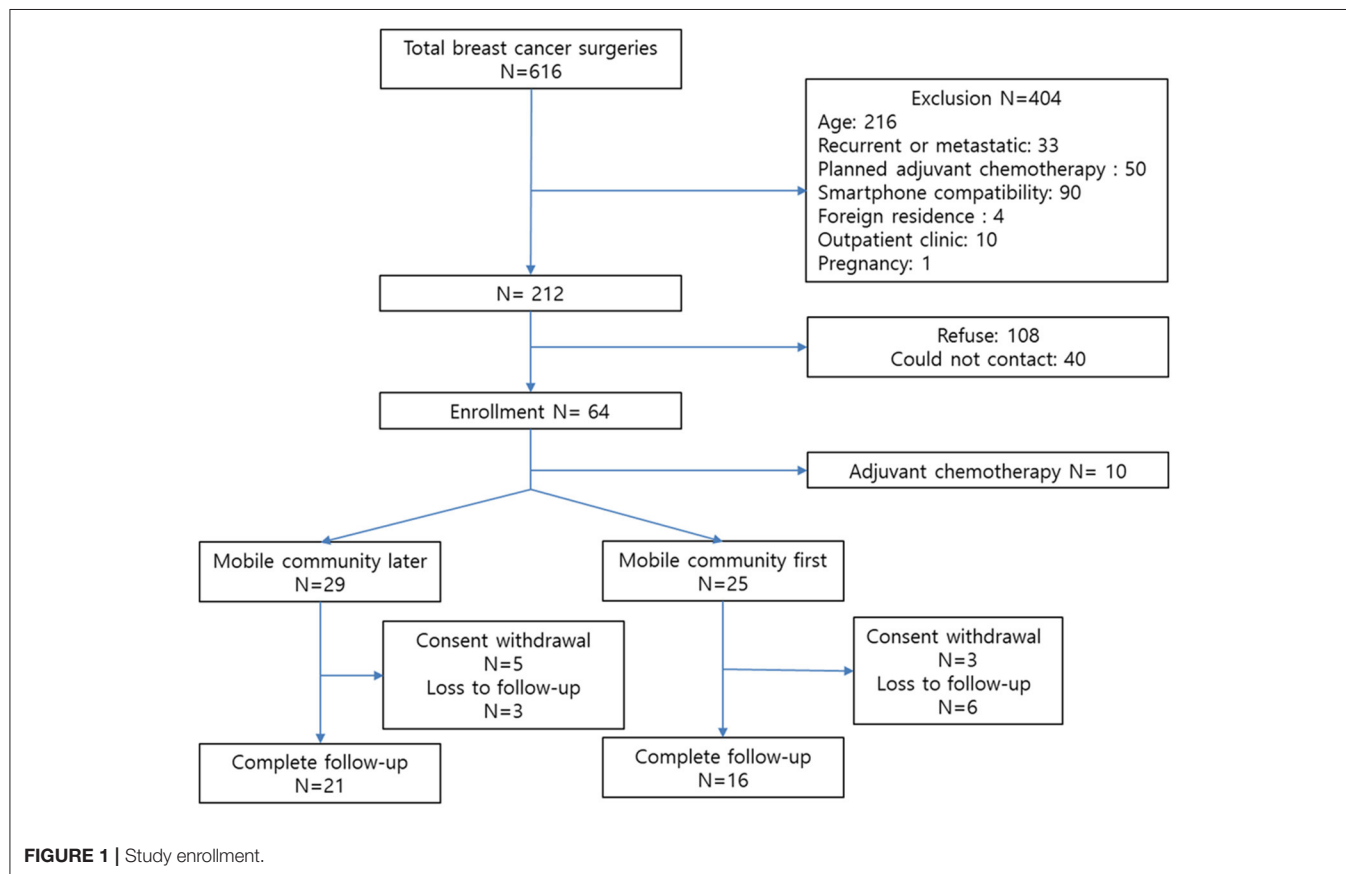 Total breast cancer surgeries
N=616
Exclusion N=404
Age: 216
Recurrent or metastatic: 33
Planned adjuvant chemotherapy : 50
Smartphone compatibility: 90
Foreign residence : 4
Outpatient clinic: 10
Pregnancy: 1
N= 212
Refuse: 108
Could not contact: 40
Enrollment N= 64
Adjuvant chemotherapy N= 10
Mobile community later
N=29
Mobile community first
N=25
Consent withdrawal
N=5
Loss to follow-up
N=3
Consent withdrawal
N=3
Loss to follow-up
N=6
Complete follow-up
N=21
Complete follow-up
N=16
FIGURE 1 | Study enrollment.